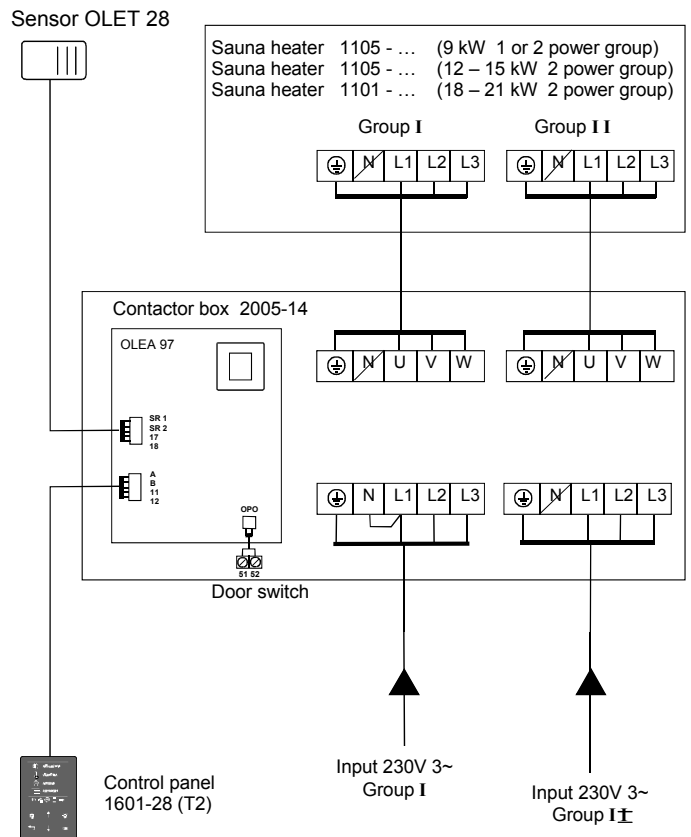 Sensor OLET 28
Sauna heater 1105 - … (9 kW 1 or 2 power group)
Sauna heater 1105 - … (12 – 15 kW 2 power group)
Sauna heater 1101 - … (18 – 21 kW 2 power group)
Group I
Group II
N L1 L2 L3
N L1 L2 L3
Contactor box 2005-14
OLEA 97
N U V W
N U V W
SR 1
SR 2
17
18
A
B
11
12
OPO
51 52
N L1 L2 L3
N L1 L2 L3
Door switch
Input 230V 3~
Group I
Input 230V 3~
Group II
Control panel
1601-28 (T2)